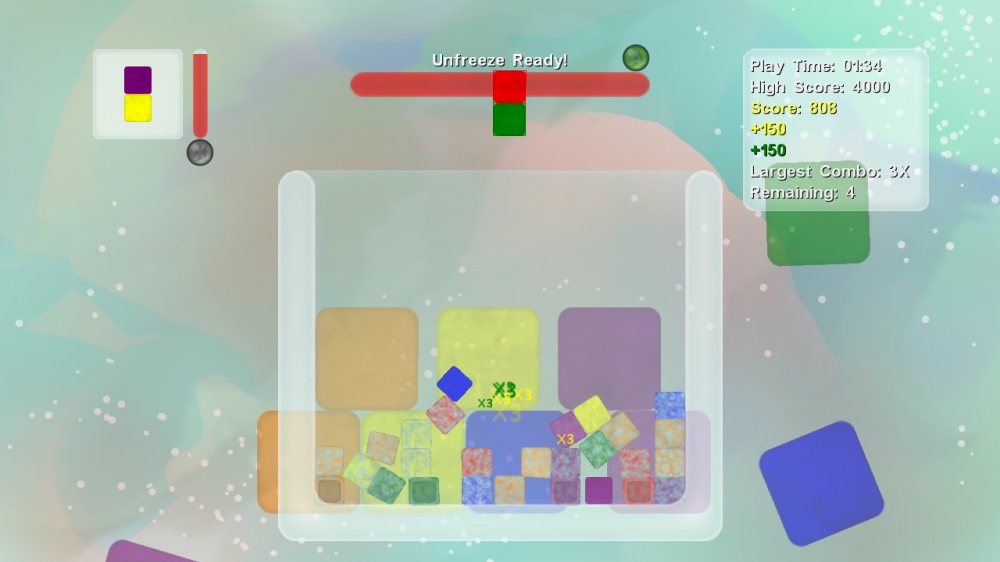 Unfreeze Ready!
Play Time: 01:34
High Score: 4000
Score: 808
+150
+150
Largest Combo: 3X
Remaining: 4
X3
X3
X3
X3
X3